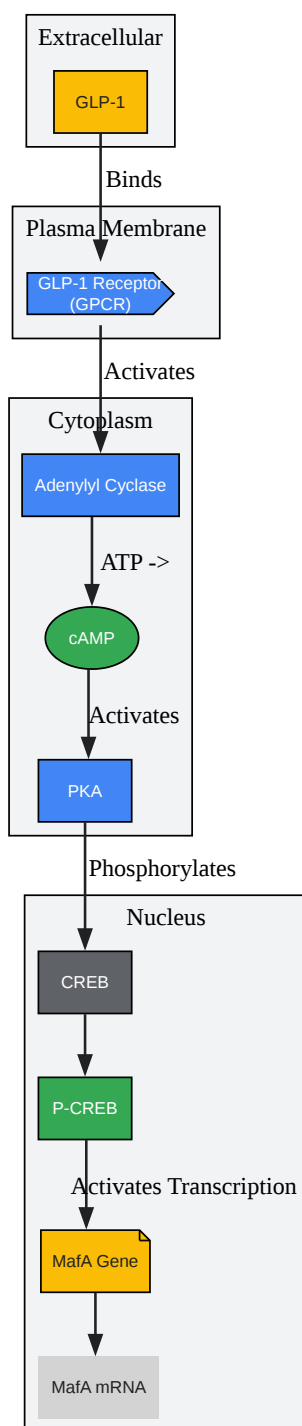 Extracellular
GLP-1
Binds
Plasma Membrane
GLP-1 Receptor
(GPCR)
Activates
Cytoplasm
Adenylyl Cyclase
ATP ->
cAMP
Activates
PKA
Phosphorylates
Nucleus
CREB
P-CREB
Activates Transcription
MafA Gene
MafA mRNA